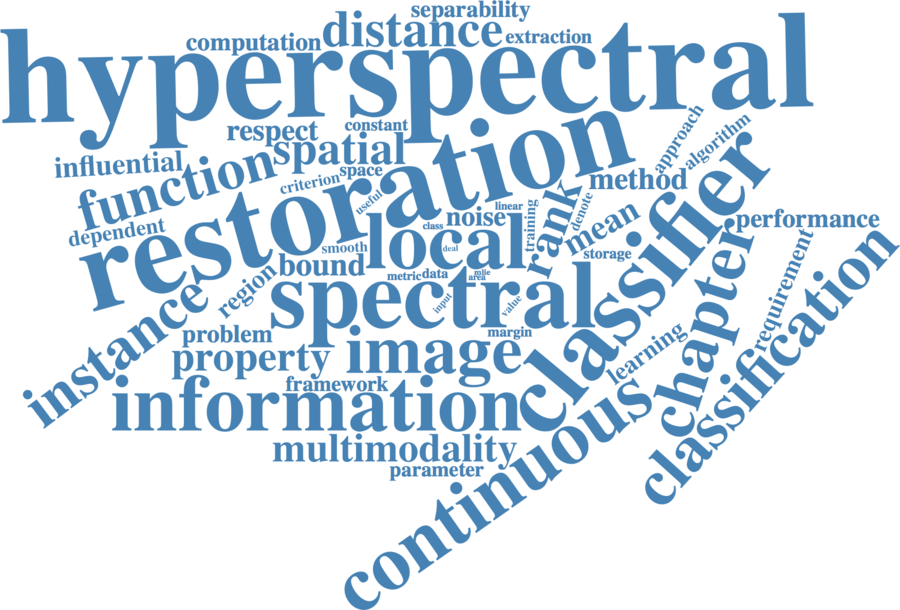 separability
distance
computation
extraction
hyperspectral
respect
constant
approach
algorithm
influential
spatial
restoration
function
criterion
space
useful
method
classifier
dependent
smooth
local
class
noise
linear
training
rank
denote
mean
performance
deal
storage
region
bound
metric
data
area
mlie
spectral
input
value
chapter
requirement
instance
problem
margin
property
image
learning
classification
framework
information
continuous
multimodality
parameter